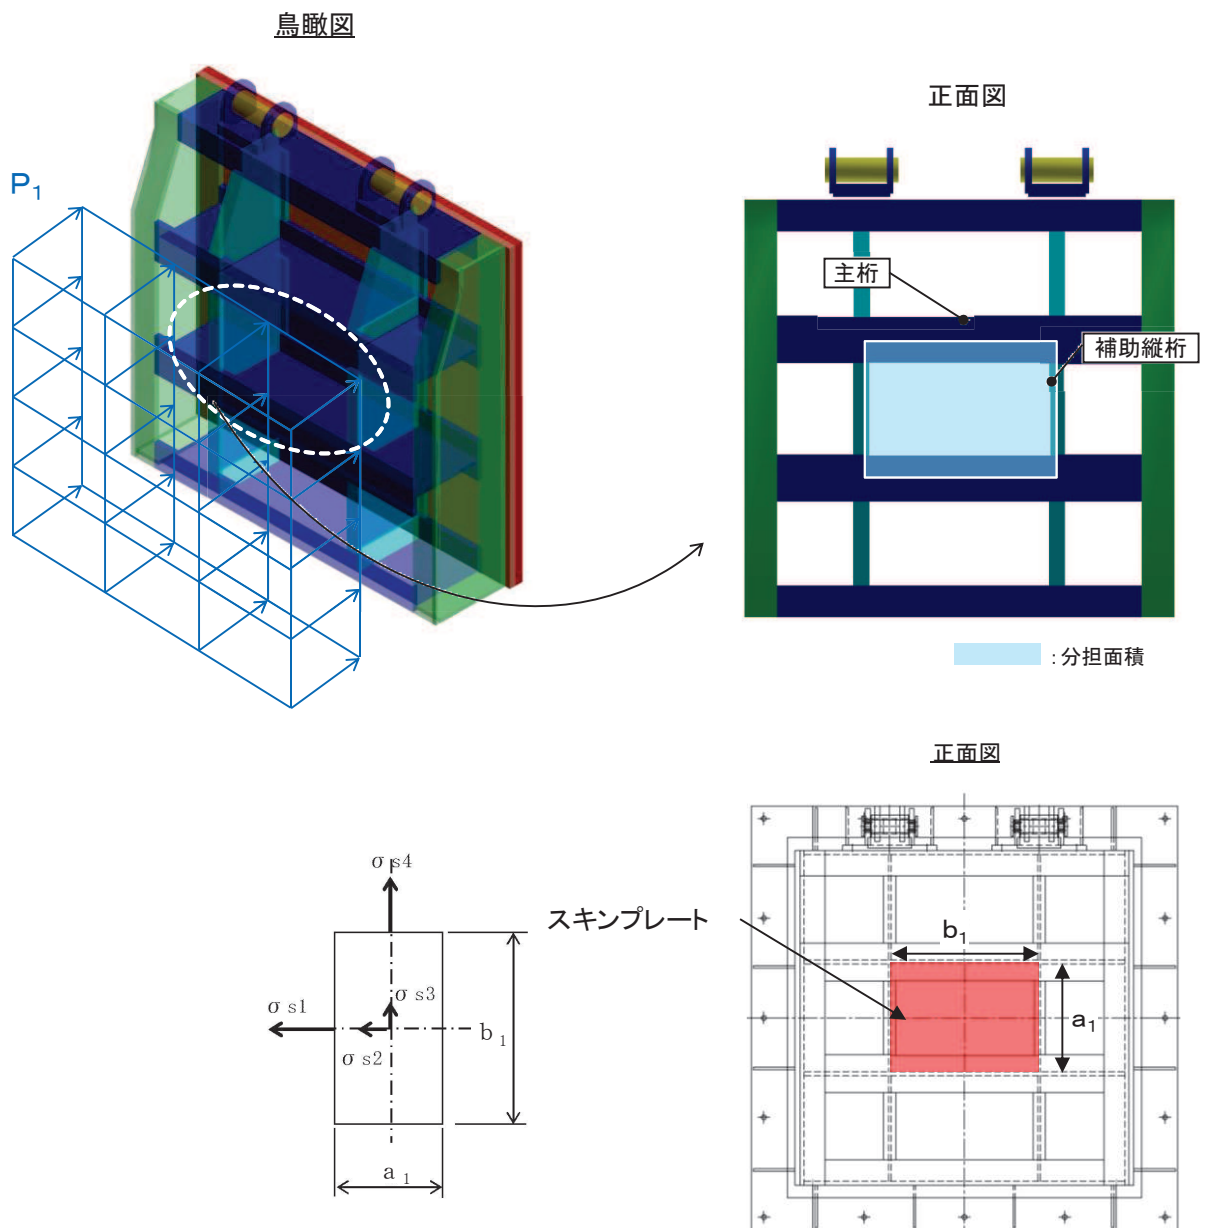 鳥瞰図
正面図
P1
主桁
補助縦桁
:分担面積
正面図
σ s4
スキンプレート
b1
σ s3
σ s1
σ s2
b 1
a1
a 1